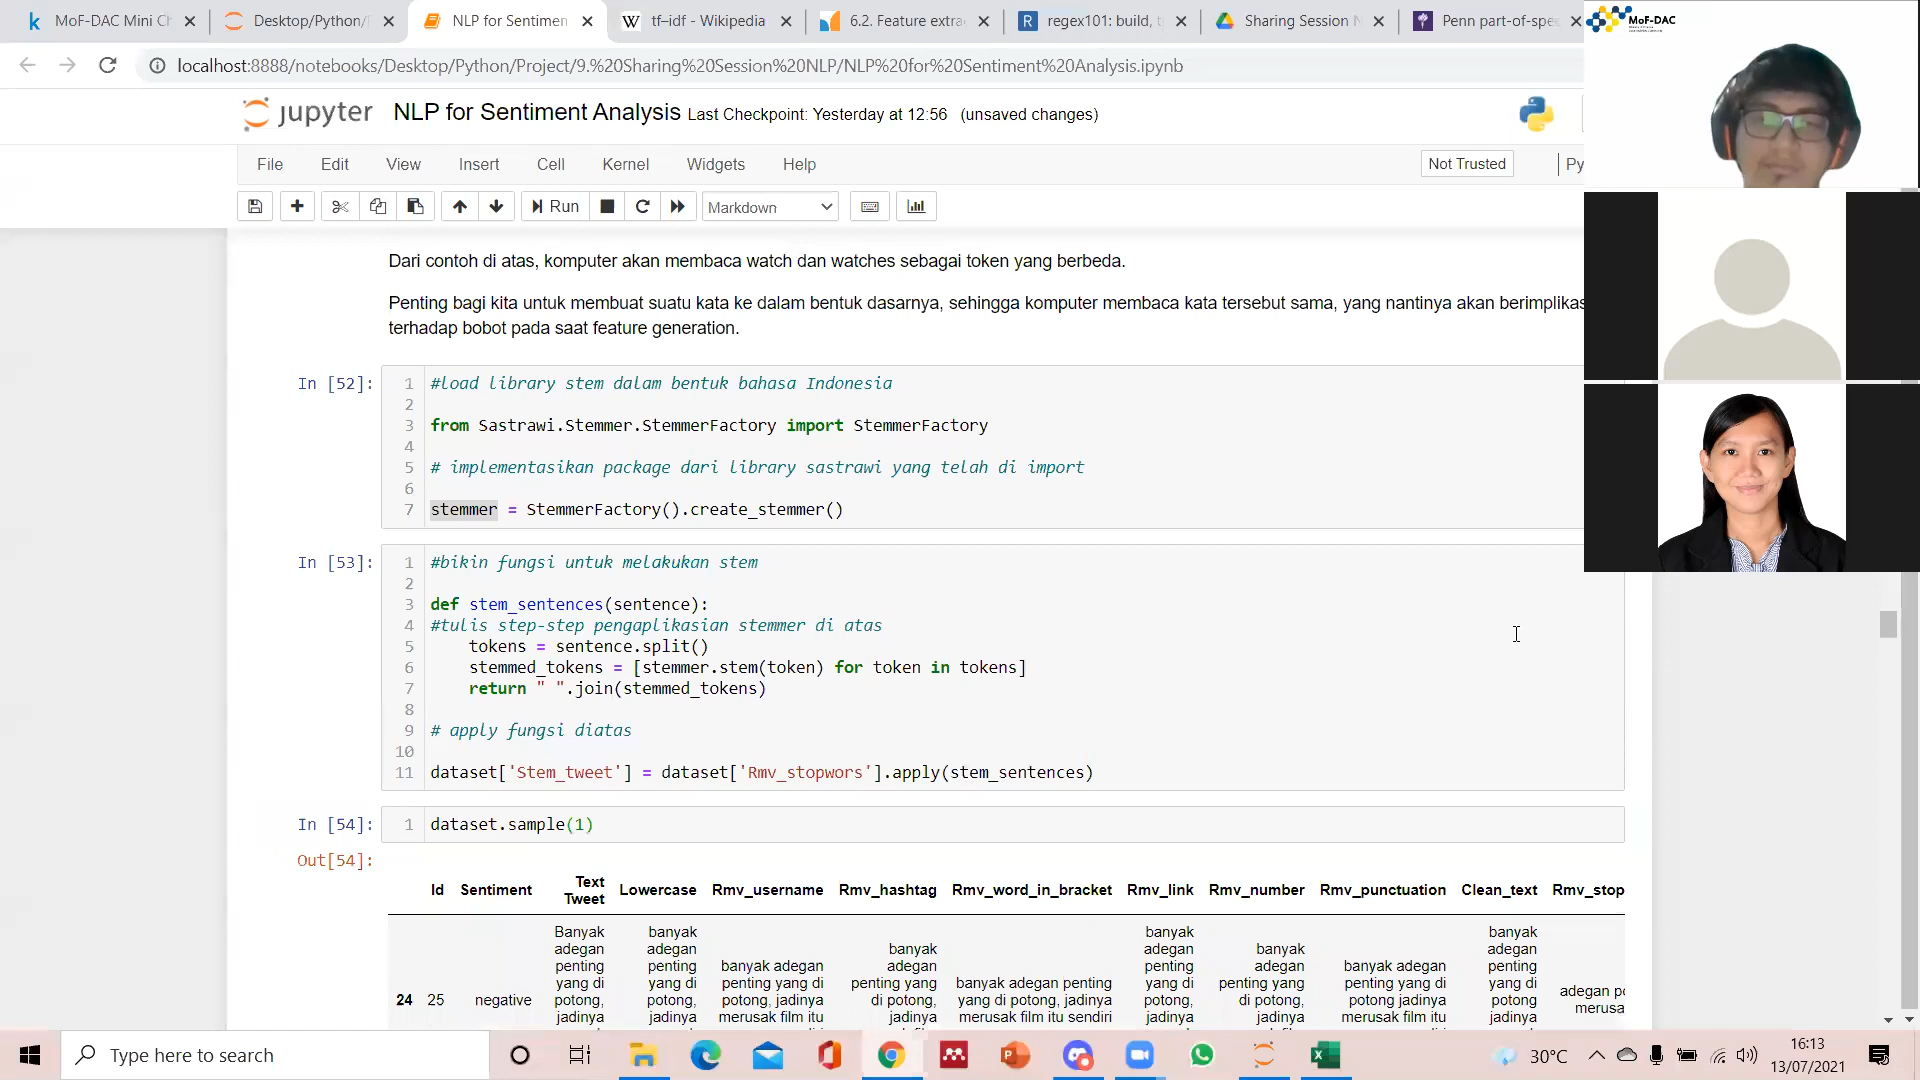 MoF-DAC Mini Ch
Desktop/Python/
NLP for Sentimen
tf–idf - Wikipedia
6.2. Feature extra
regex101: build, t
Sharing Session N
Penn part-of-spe
MoF-DAC
localhost:8888/notebooks/Desktop/Python/Project/9.%20Sharing%20Session%20NLP/NLP%20for%20Sentiment%20Analysis.ipynb
jupyter NLP for Sentiment Analysis Last Checkpoint: Yesterday at 12:56 (unsaved changes)
File Edit View Insert Cell Kernel Widgets Help Not Trusted Py
Run Markdown
Dari contoh di atas, komputer akan membaca watch dan watches sebagai token yang berbeda.
Penting bagi kita untuk membuat suatu kata ke dalam bentuk dasarnya, sehingga komputer membaca kata tersebut sama, yang nantinya akan berimplikas
terhadap bobot pada saat feature generation.
In [52]:
1 #load library stem dalam bentuk bahasa Indonesia
2
3 from Sastrawi.Stemmer.StemmerFactory import StemmerFactory
4
5 # implementasikan package dari library sastrawi yang telah di import
6
7 stemmer = StemmerFactory().create_stemmer()
In [53]:
1 #bikin fungsi untuk melakukan stem
2
3 def stem_sentences(sentence):
4 #tulis step-step pengaplikasian stemmer di atas
5 tokens = sentence.split()
6 stemmed_tokens = [stemmer.stem(token) for token in tokens]
7 return " ".join(stemmed_tokens)
8
9 # apply fungsi diatas
10
11 dataset['Stem_tweet'] = dataset['Rmv_stopwors'].apply(stem_sentences)
In [54]:
1 dataset.sample(1)
Out[54]:
Id Sentiment Text Tweet Lowercase Rmv_username Rmv_hashtag Rmv_word_in_bracket Rmv_link Rmv_number Rmv_punctuation Clean_text Rmv_stop
24 25 negative
Banyak adegan penting yang di potong, jadinya
banyak adegan penting yang di potong, jadinya
banyak adegan penting yang di potong, jadinya merusak film itu
banyak adegan penting yang di potong, jadinya
banyak adegan penting yang di potong, jadinya merusak film itu sendiri
banyak adegan penting yang di potong, jadinya
banyak adegan penting yang di potong, jadinya
banyak adegan penting yang di potong jadinya merusak film itu
banyak adegan penting yang di potong jadinya
adegan po
merusa
Type here to search
30°C
16:13
13/07/2021